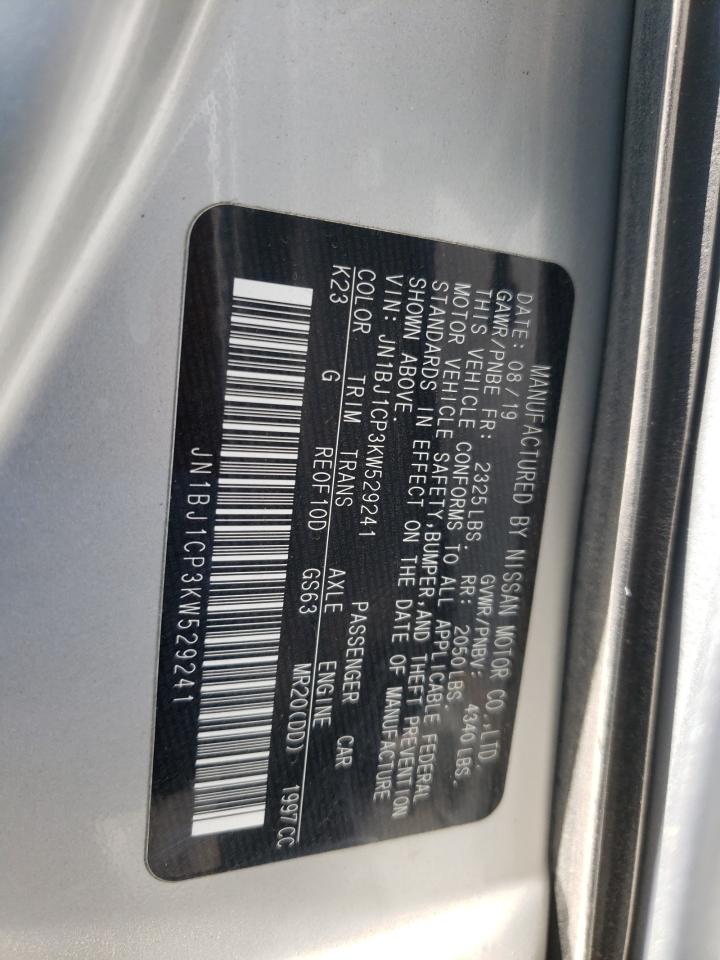 MANUFACTURED BY NISSAN MOTOR CO.,LTD.
DATE: 08/19 GVWR/PNBV: 4340 LBS.
GAWR/PNBE FR: 2325LBS. RR: 2050LBS.
THIS VEHICLE CONFORMS TO ALL APPLICABLE FEDERAL
MOTOR VEHICLE SAFETY,BUMPER,AND THEFT PREVENTION
STANDARDS IN EFFECT ON THE DATE OF MANUFACTURE
SHOWN ABOVE.
VIN: JN1BJ1CP3KW529241 PASSENGER CAR
COLOR TRIM TRANS AXLE ENGINE
K23 G RE0F10D GS63 MR20(DD) 1997CC
JN1BJ1CP3KW529241